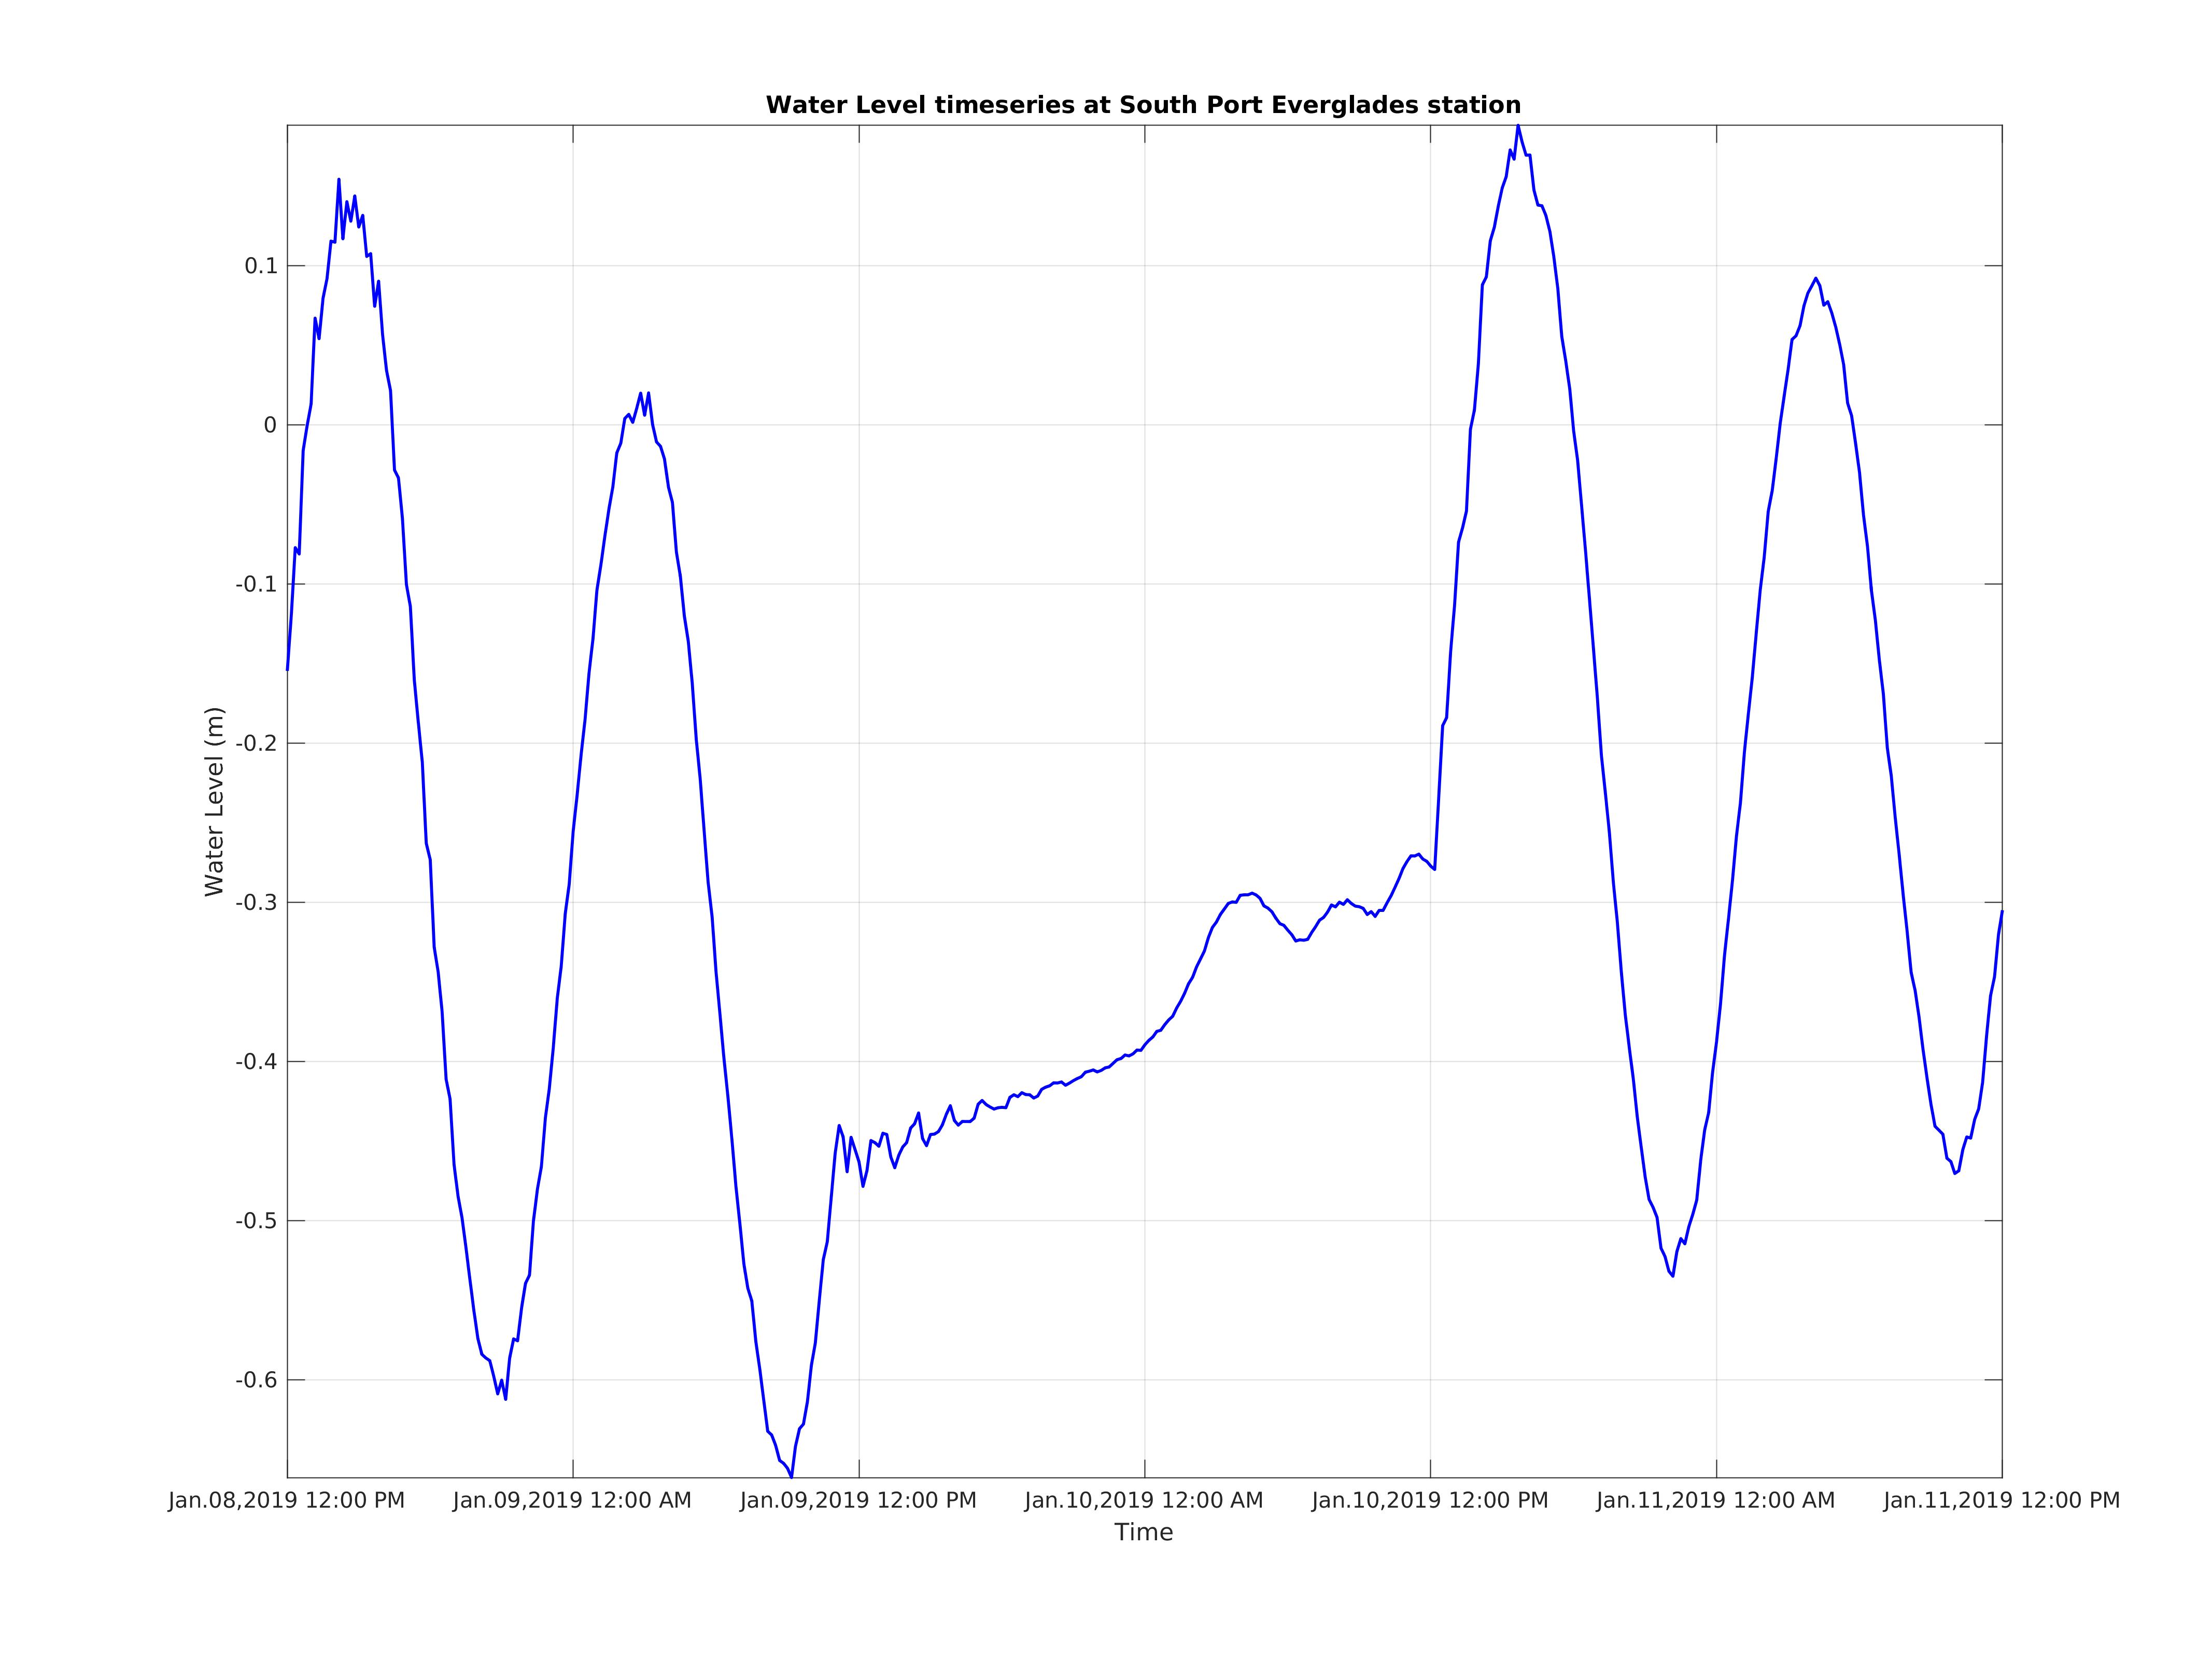 Water Level timeseries at South Port Everglades station
0.1
0
-0.1
-0.2
-0.3
-0.4
-0.5
-0.6
Water Level (m)
Jan.08,2019 12:00 PM
Jan.09,2019 12:00 AM
Jan.09,2019 12:00 PM
Jan.10,2019 12:00 AM
Jan.10,2019 12:00 PM
Jan.11,2019 12:00 AM
Jan.11,2019 12:00 PM
Time